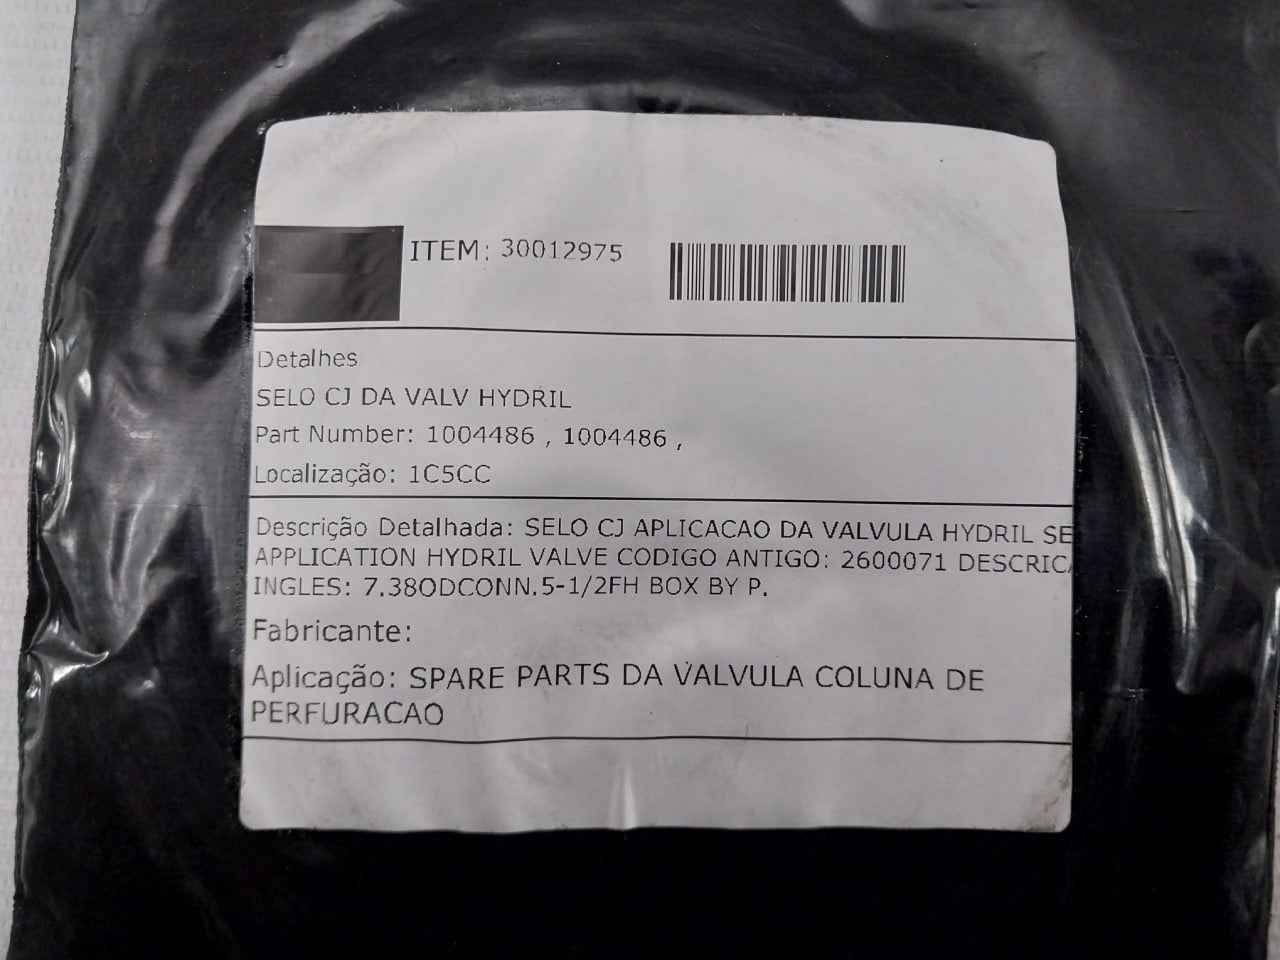 ITEM: 30012975
Detalhes
SELO CJ DA VALV HYDRIL
Part Number: 1004486 , 1004486 ,
Localização: 1C5CC
Descrição Detalhada: SELO CJ APLICACAO DA VALVULA HYDRIL SE
APPLICATION HYDRIL VALVE CODIGO ANTIGO: 2600071 DESCRICA
INGLES: 7.38ODCONN.5-1/2FH BOX BY P.
Fabricante:
Aplicação: SPARE PARTS DA VALVULA COLUNA DE
PERFURACAO